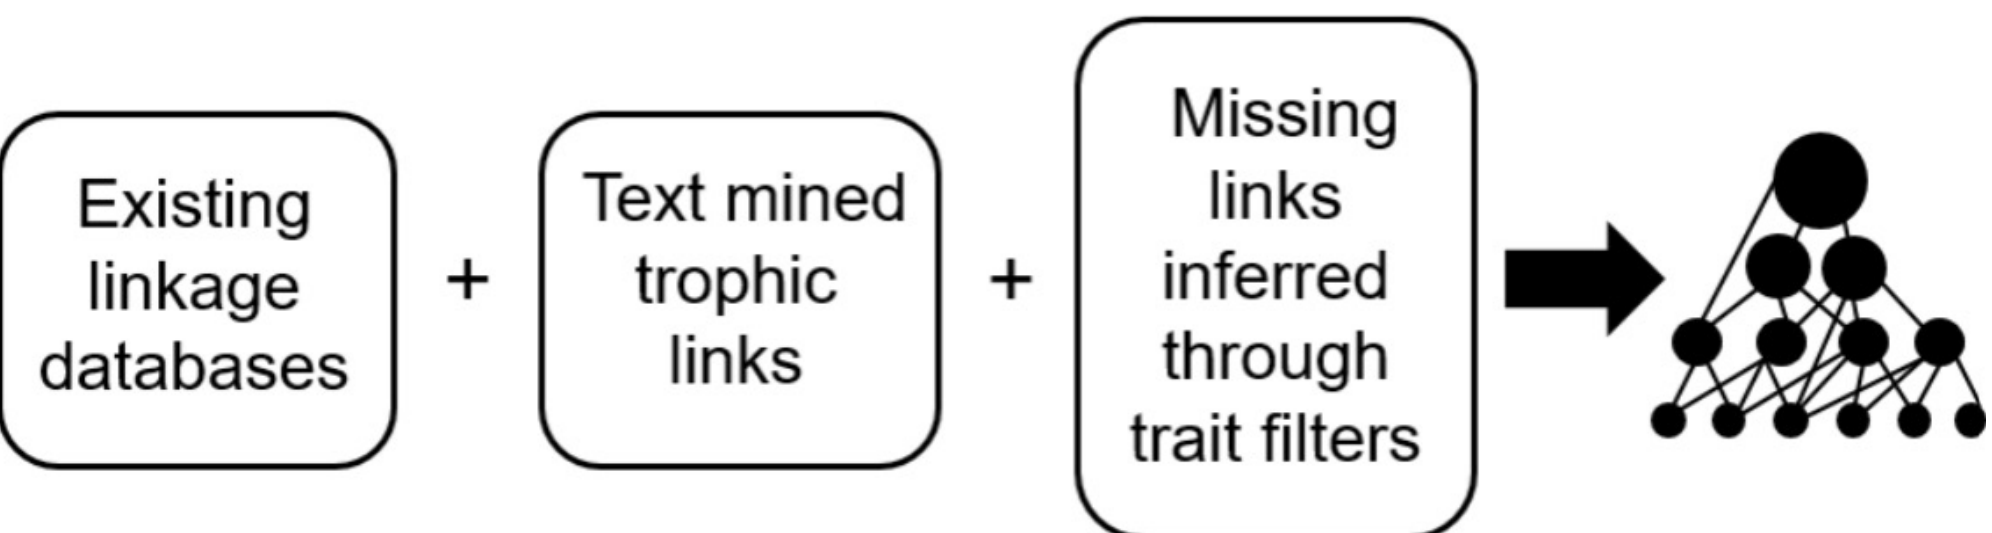 Existing
linkage
databases
+
Text mined
trophic
links
+
Missing
links
inferred
through
trait filters